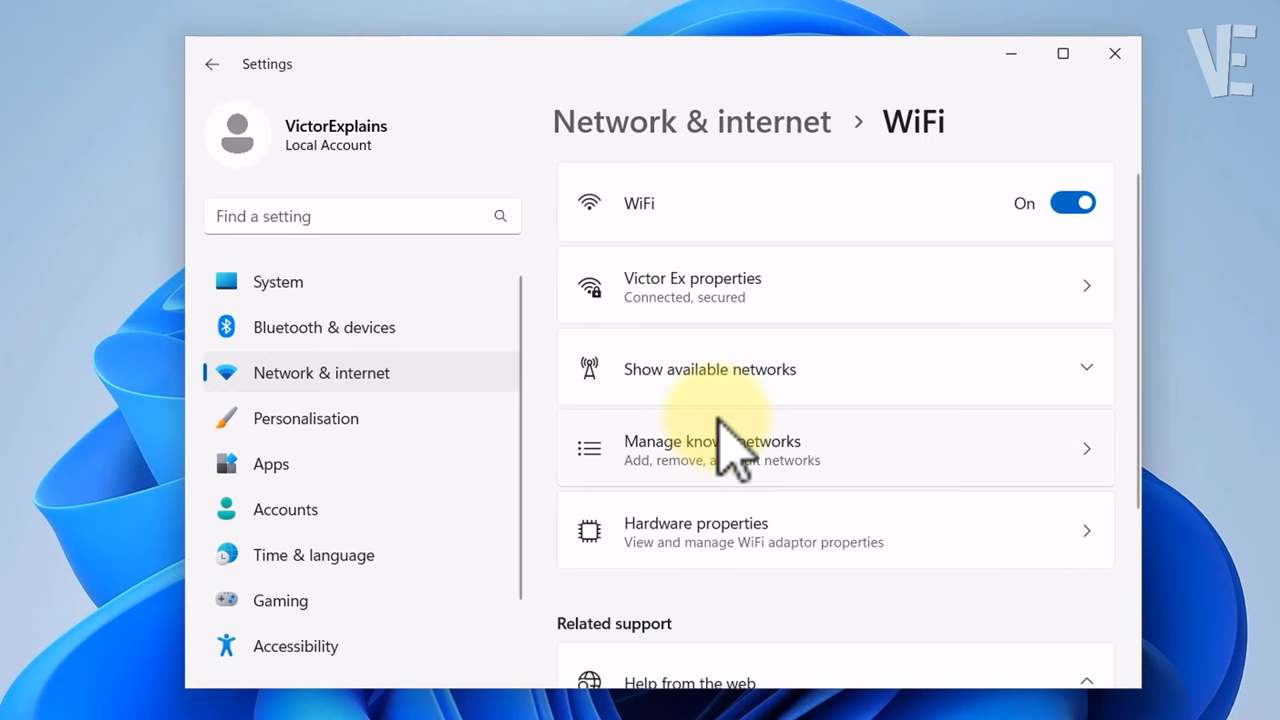 VE
Settings
VictorExplains
Local Account
Find a setting
System
Bluetooth & devices
Network & internet
Personalisation
Apps
Accounts
Time & language
Gaming
Accessibility
Network & internet > WiFi
WiFi
On
Victor Ex properties
Connected, secured
Show available networks
Manage networks
Add, remove, networks
Hardware properties
View and manage WiFi adaptor properties
Related support
Help from the web